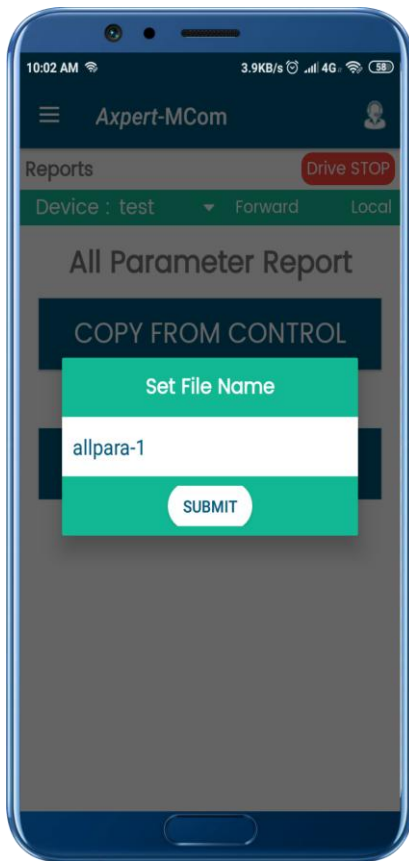 10:02 AM 3.9KB/s 4G 58
Axpert-MCom
Reports Drive STOP
Device : test Forward Local
All Parameter Report
COPY FROM CONTROL
Set File Name
allpara-1
SUBMIT